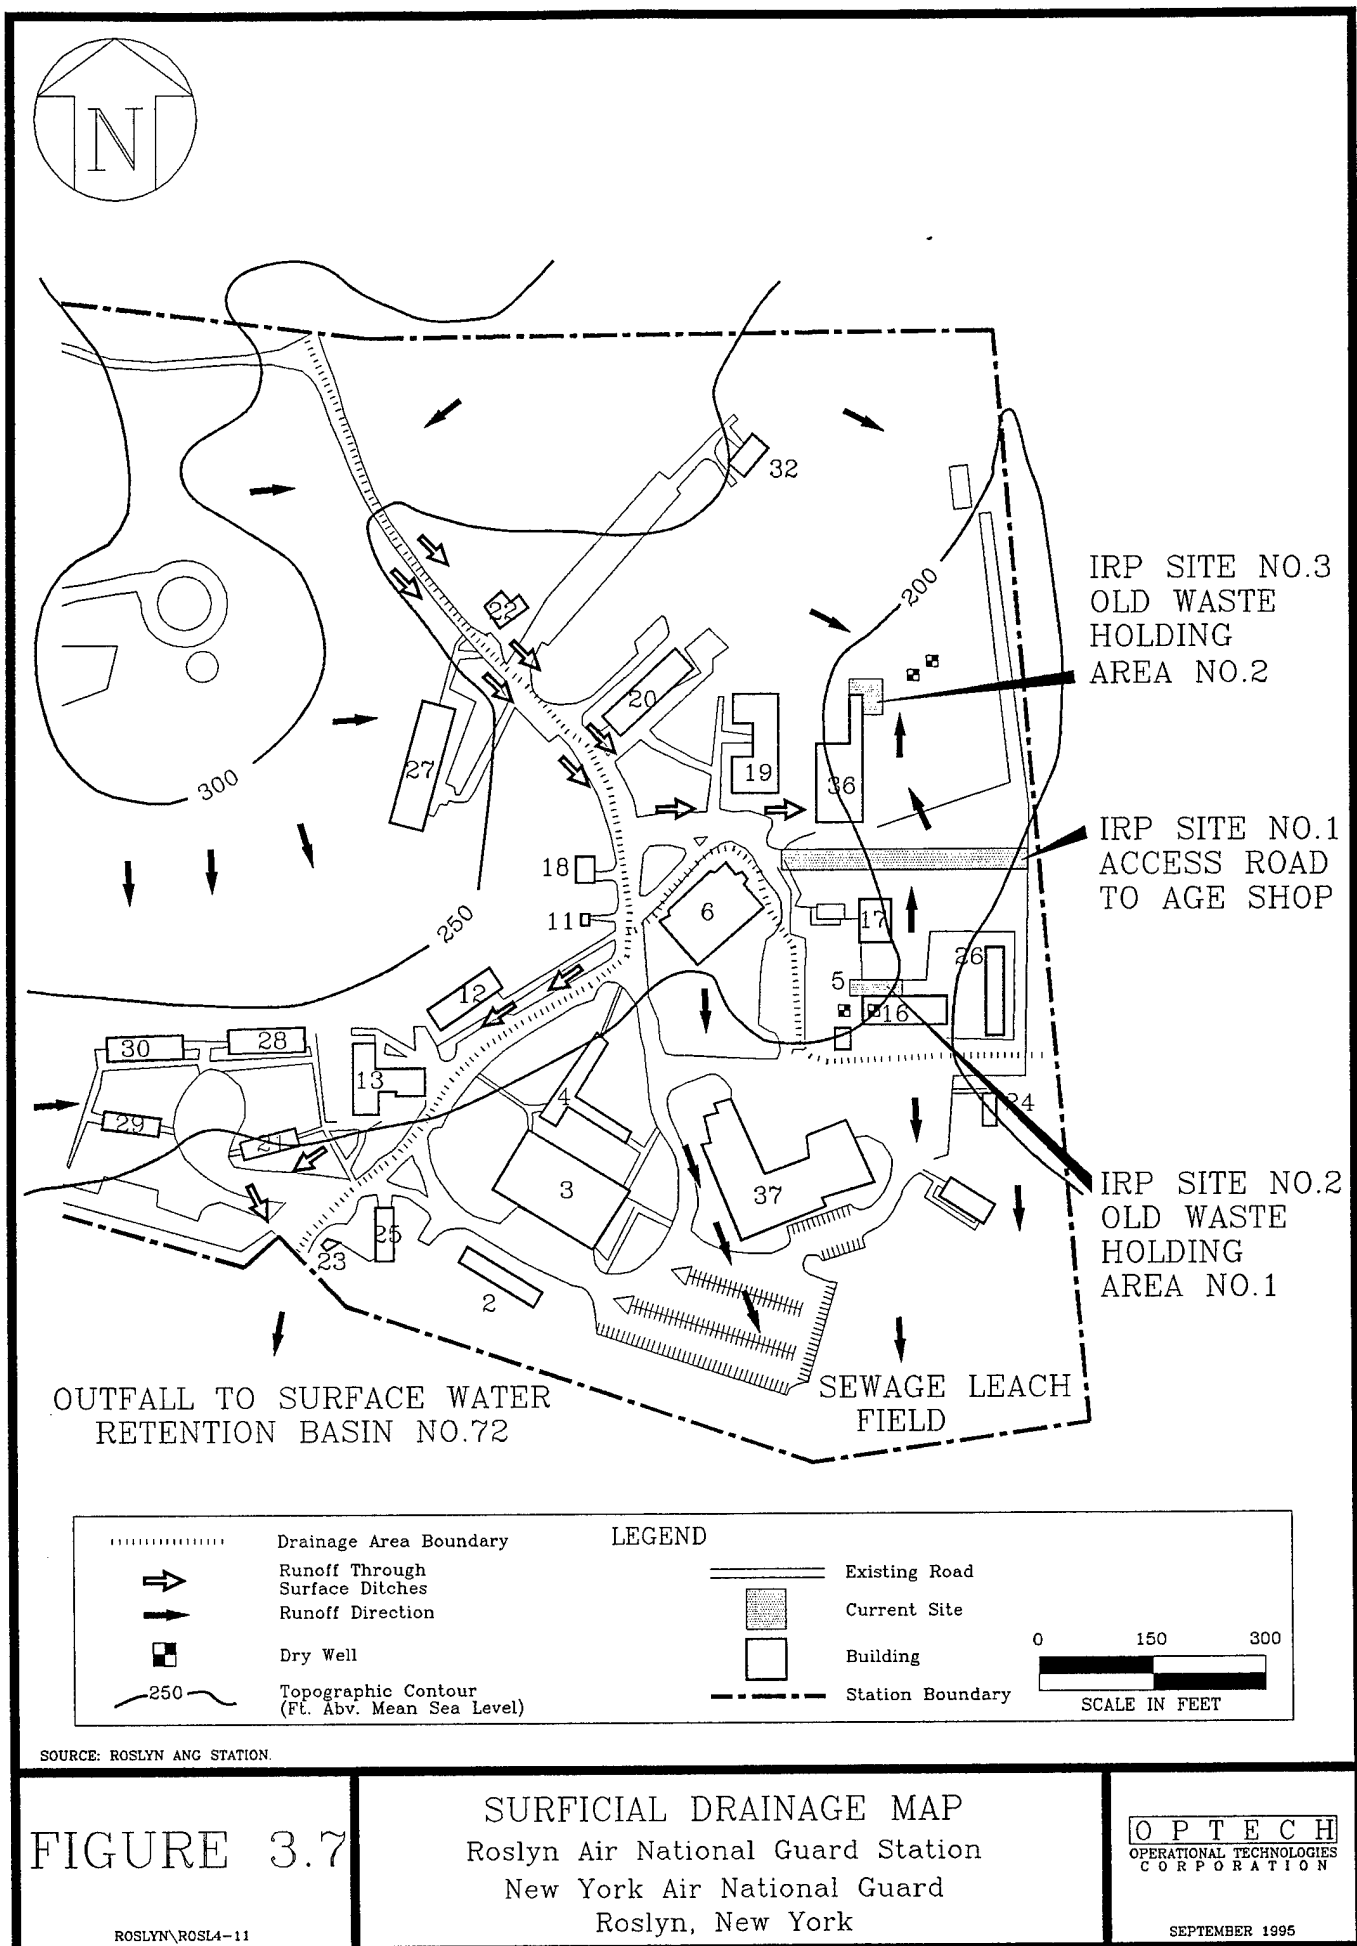 N
32
200
IRP SITE NO.3
OLD WASTE
HOLDING
AREA NO.2
22
20
27
19
36
300
IRP SITE NO.1
ACCESS ROAD
TO AGE SHOP
18
11
6
17
250
26
5
12
16
30
28
13
4
24
29
21
3
37
IRP SITE NO.2
OLD WASTE
HOLDING
AREA NO.1
25
23
2
OUTFALL TO SURFACE WATER
RETENTION BASIN NO.72
SEWAGE LEACH
FIELD
LEGEND
Drainage Area Boundary
Runoff Through
Surface Ditches
Runoff Direction
Dry Well
250
Topographic Contour
(Ft. Abv. Mean Sea Level)
Existing Road
Current Site
Building
Station Boundary
0 150 300
SCALE IN FEET
SOURCE: ROSLYN ANG STATION.
FIGURE 3.7
ROSLYN\ROSL4-11
SURFICIAL DRAINAGE MAP
Roslyn Air National Guard Station
New York Air National Guard
Roslyn, New York
OPTECH
OPERATIONAL TECHNOLOGIES
CORPORATION
SEPTEMBER 1995